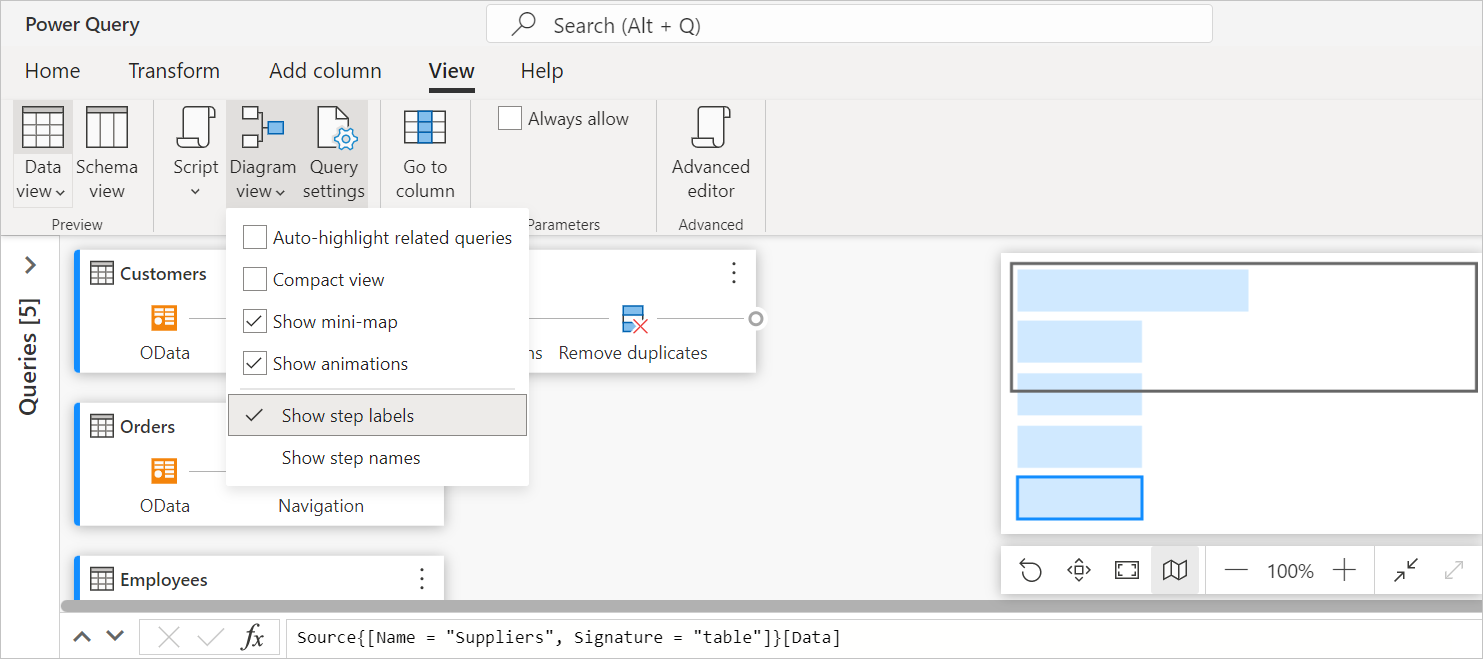 Power Query
Search (Alt + Q)
Home Transform Add column View Help
Data view
Schema view
Script
Diagram view
Query settings
Go to column
Always allow
Advanced editor
Preview
Parameters
Advanced
Auto-highlight related queries
Compact view
Show mini-map
Show animations
Show step labels
Show step names
Queries [5]
Customers
OData
ns
Remove duplicates
Orders
OData
Navigation
Employees
100%
fx
Source{[Name = "Suppliers", Signature = "table"]}[Data]